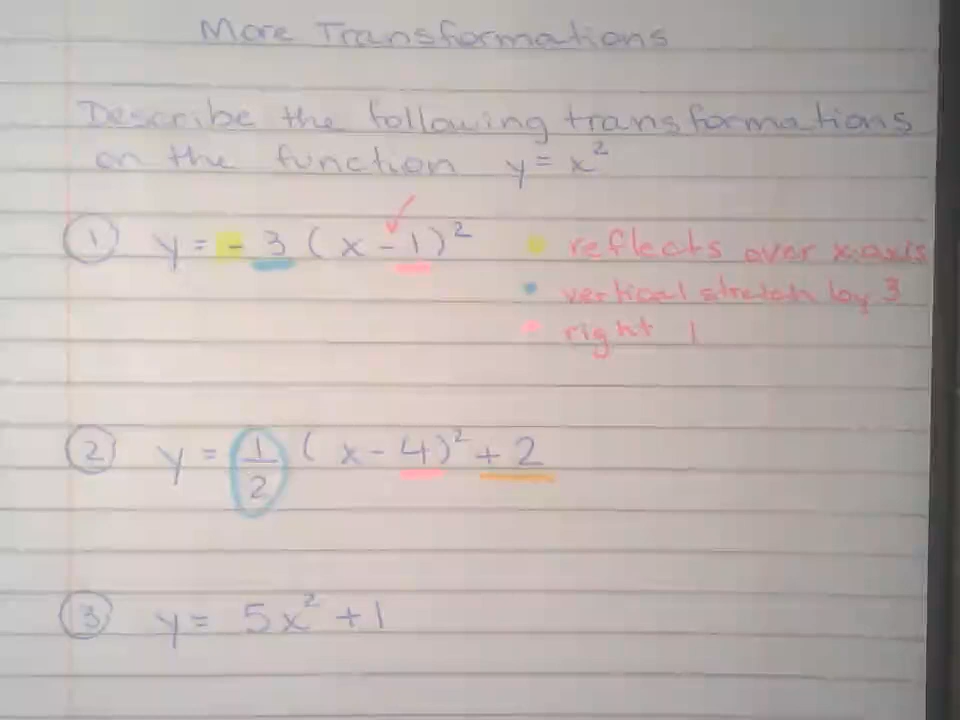 More Transformations
Describe the following transformations
on the function y = x²
① y = - 3 ( x - 1 )² reflects over x-axis
vertical stretch by 3
right 1
② y = 1/2 ( x - 4 )² + 2
③ y = 5x² + 1